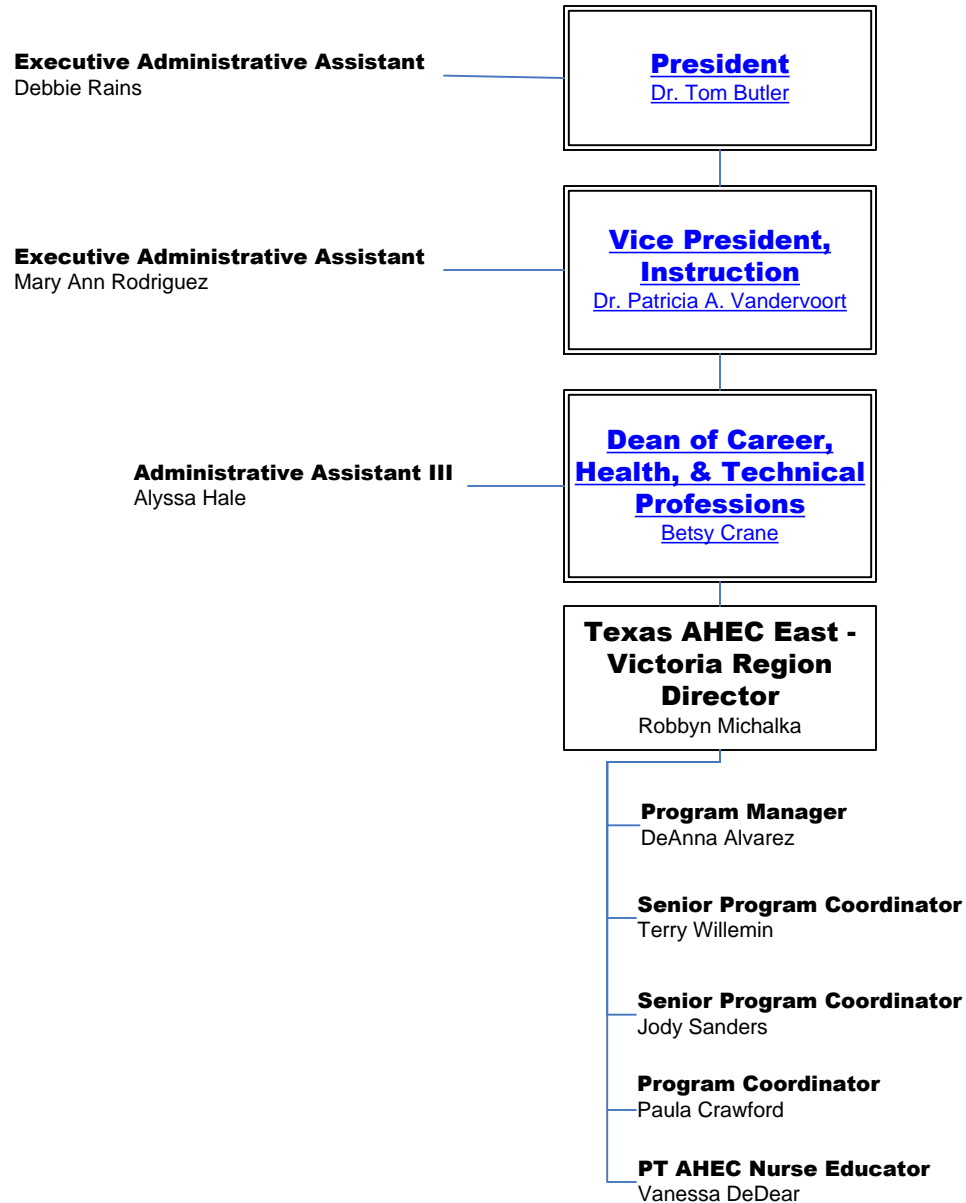 Executive Administrative Assistant
Debbie Rains
President
Dr. Tom Butler
Executive Administrative Assistant
Mary Ann Rodriguez
Vice President,
Instruction
Dr. Patricia A. Vandervoort
Administrative Assistant III
Alyssa Hale
Dean of Career,
Health, & Technical
Professions
Betsy Crane
Texas AHEC East -
Victoria Region
Director
Robbyn Michalka
Program Manager
DeAnna Alvarez
Senior Program Coordinator
Terry Willemin
Senior Program Coordinator
Jody Sanders
Program Coordinator
Paula Crawford
PT AHEC Nurse Educator
Vanessa DeDear